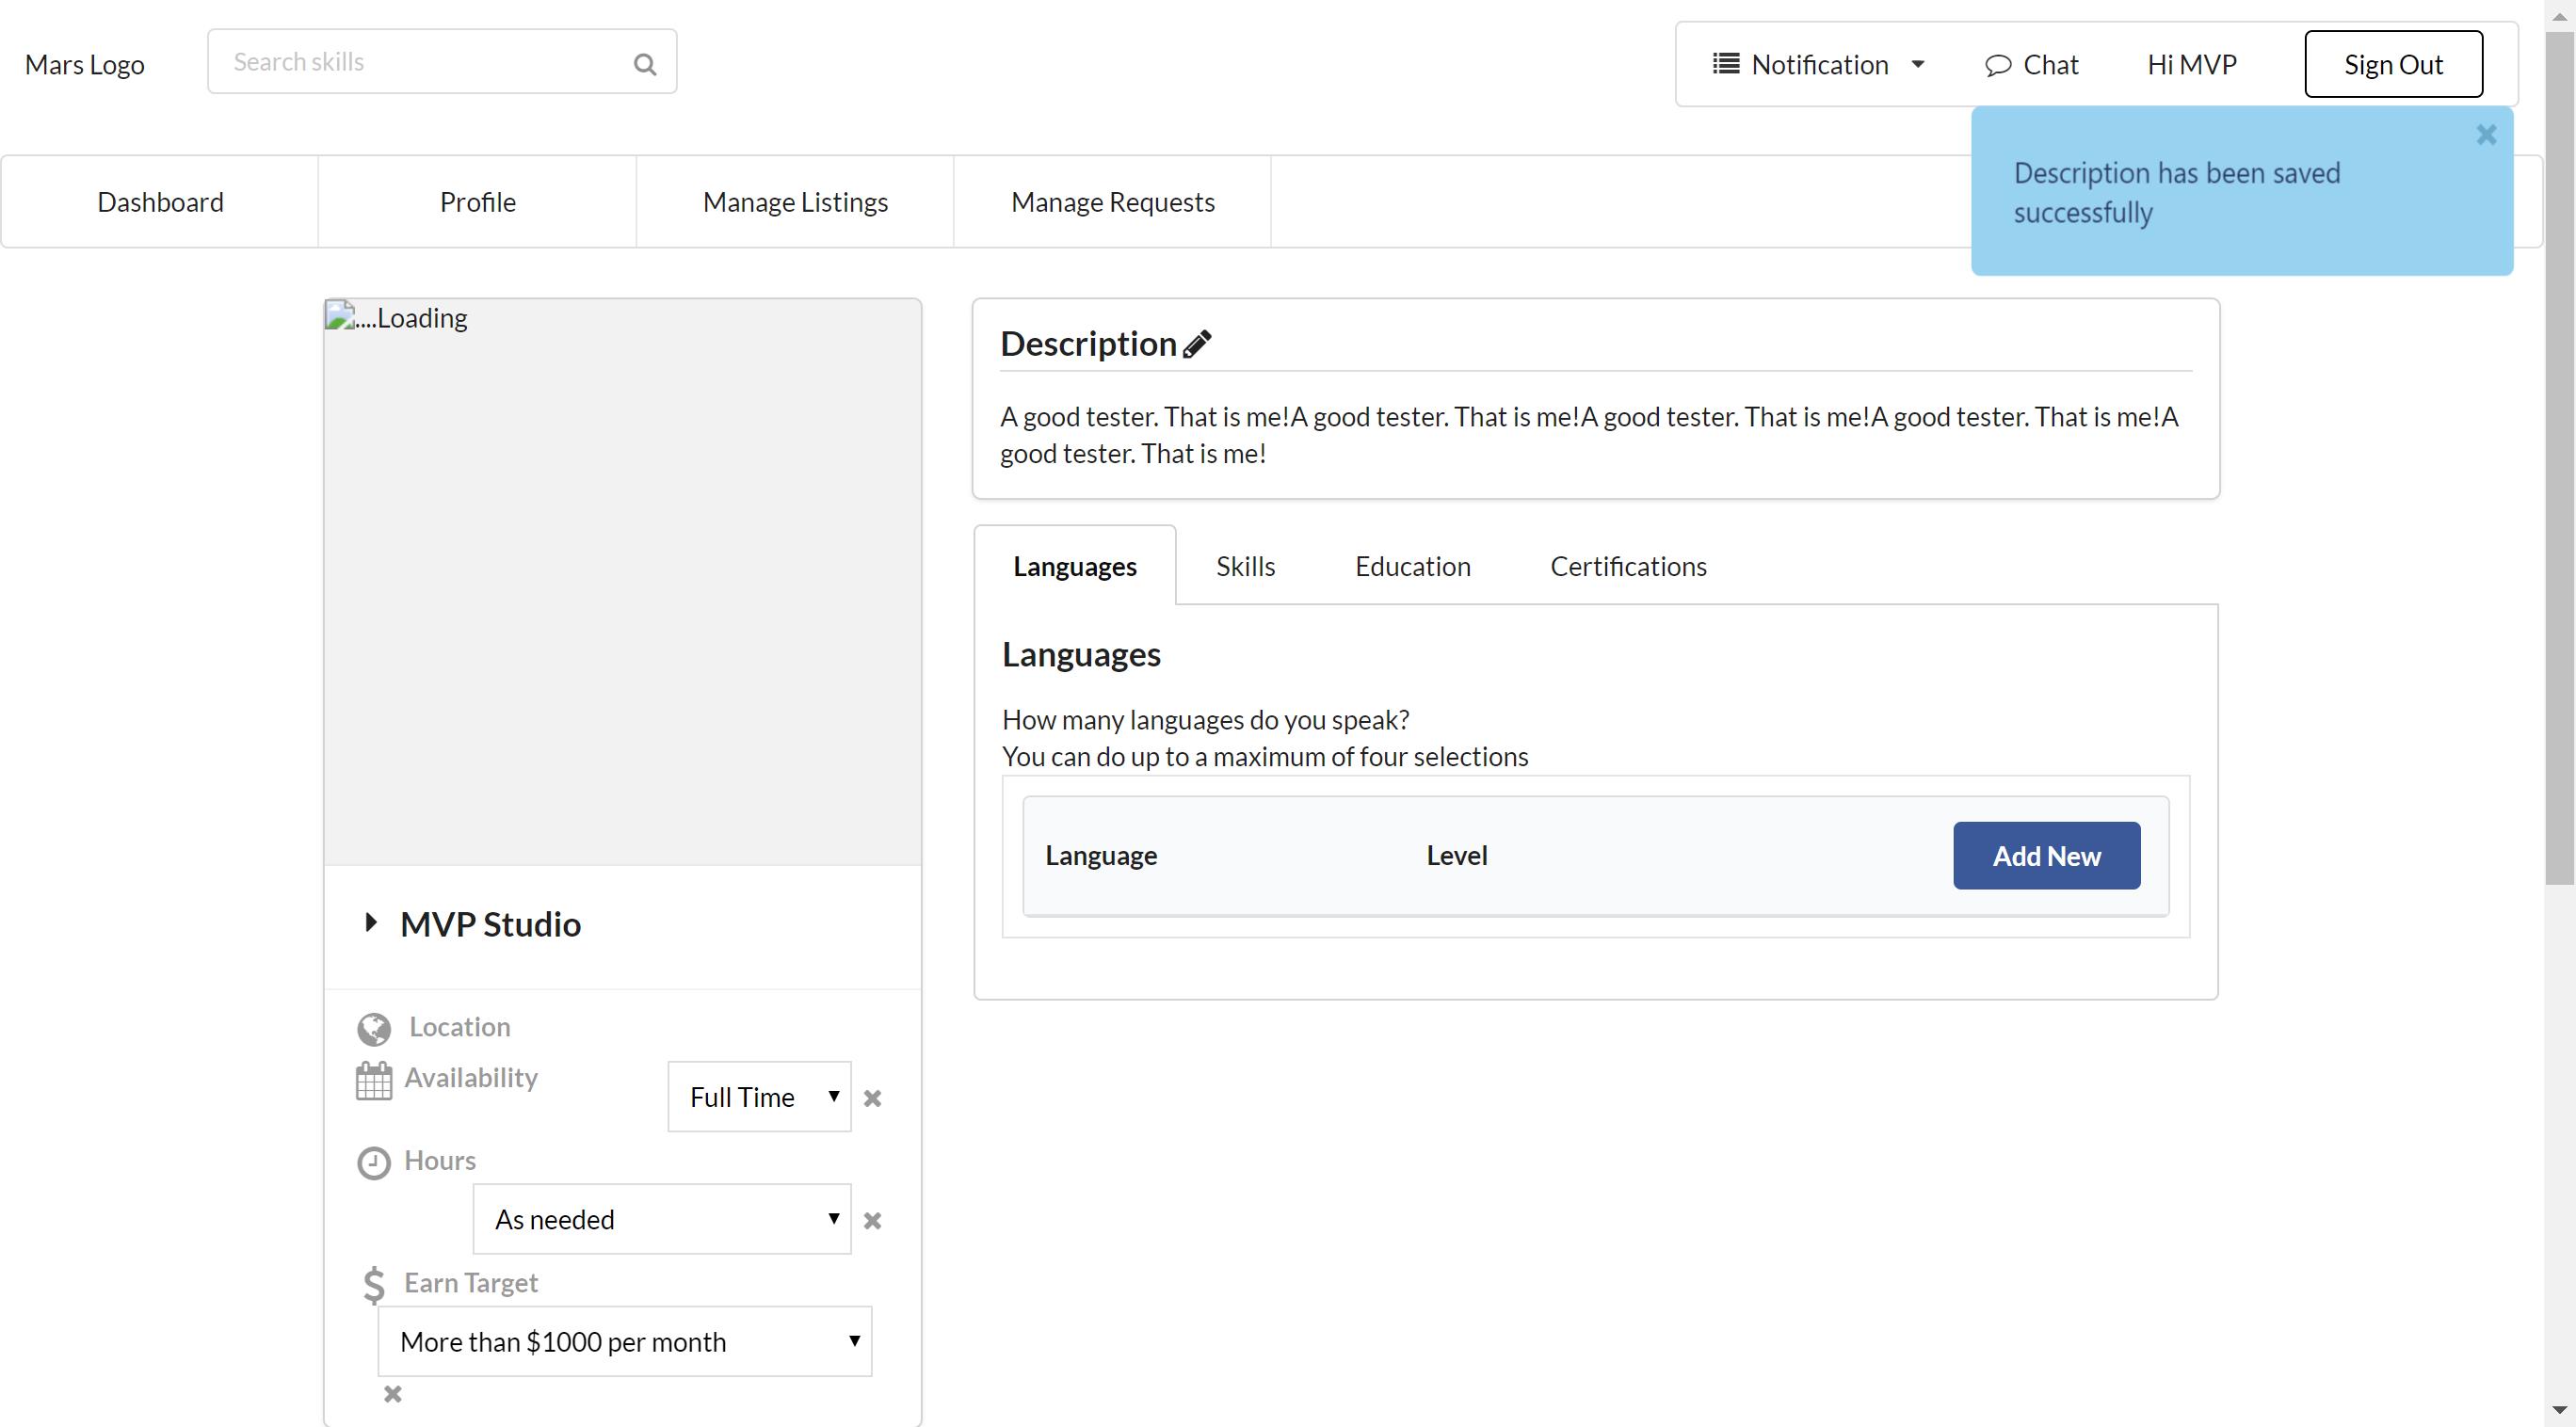 Mars Logo
Search skills
Notification
Chat
Hi MVP
Sign Out
Description has been saved
successfully
Dashboard
Profile
Manage Listings
Manage Requests
....Loading
Description
A good tester. That is me!A good tester. That is me!A good tester. That is me!A good tester. That is me!A
good tester. That is me!
Languages
Skills
Education
Certifications
Languages
How many languages do you speak?
You can do up to a maximum of four selections
Language
Level
Add New
MVP Studio
Location
Availability
Full Time
Hours
As needed
Earn Target
More than $1000 per month